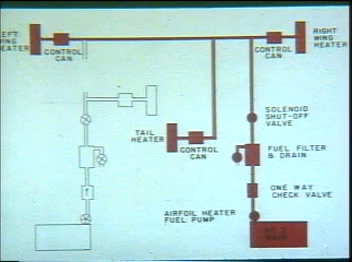 LEFT
WING
HEATER
CONTROL
CAN
CONTROL
CAN
RIGHT
WING
HEATER
SOLENOID
SHUT-OFF
VALVE
TAIL
HEATER
CONTROL
CAN
FUEL FILTER
& DRAIN
ONE WAY
CHECK VALVE
AIRFOIL HEATER
FUEL PUMP